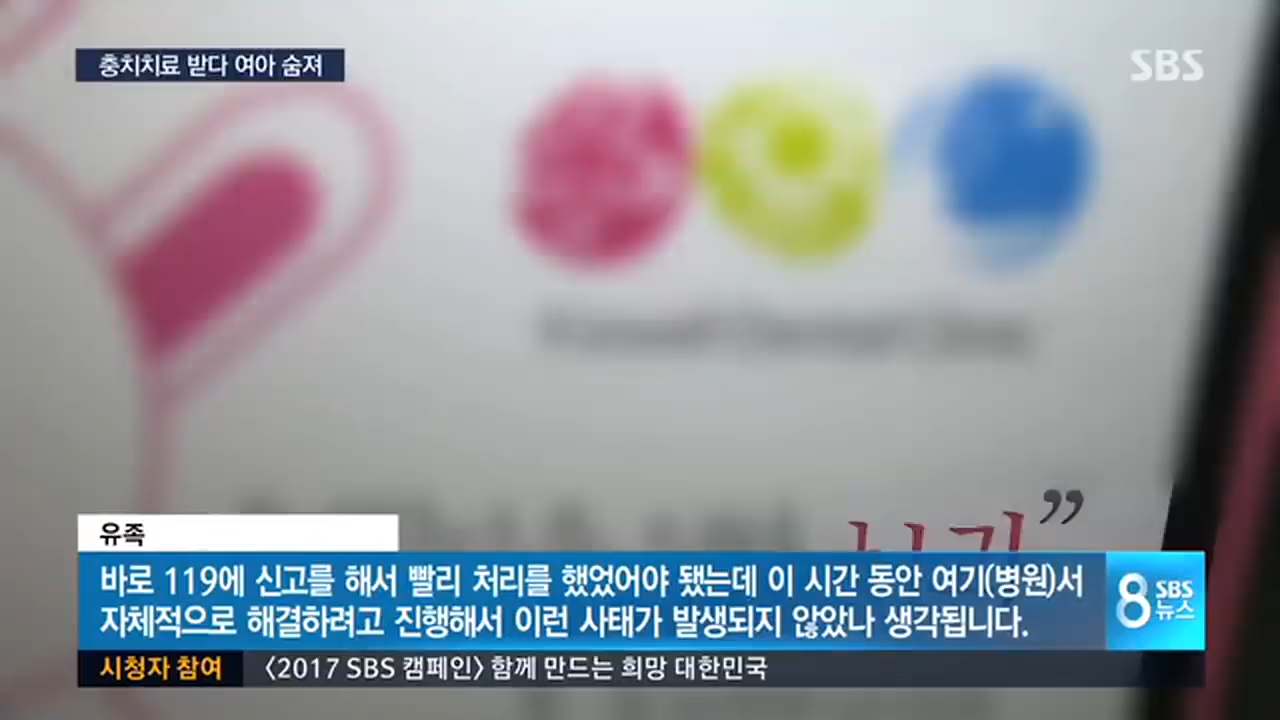 충치치료 받다 여아 숨져
SBS
”
유족
바로 119에 신고를 해서 빨리 처리를 했었어야 됐는데 이 시간 동안 여기(병원)서
자체적으로 해결하려고 진행해서 이런 사태가 발생되지 않았나 생각됩니다.
8 SBS 뉴스
시청자 참여 〈2017 SBS 캠페인〉 함께 만드는 희망 대한민국